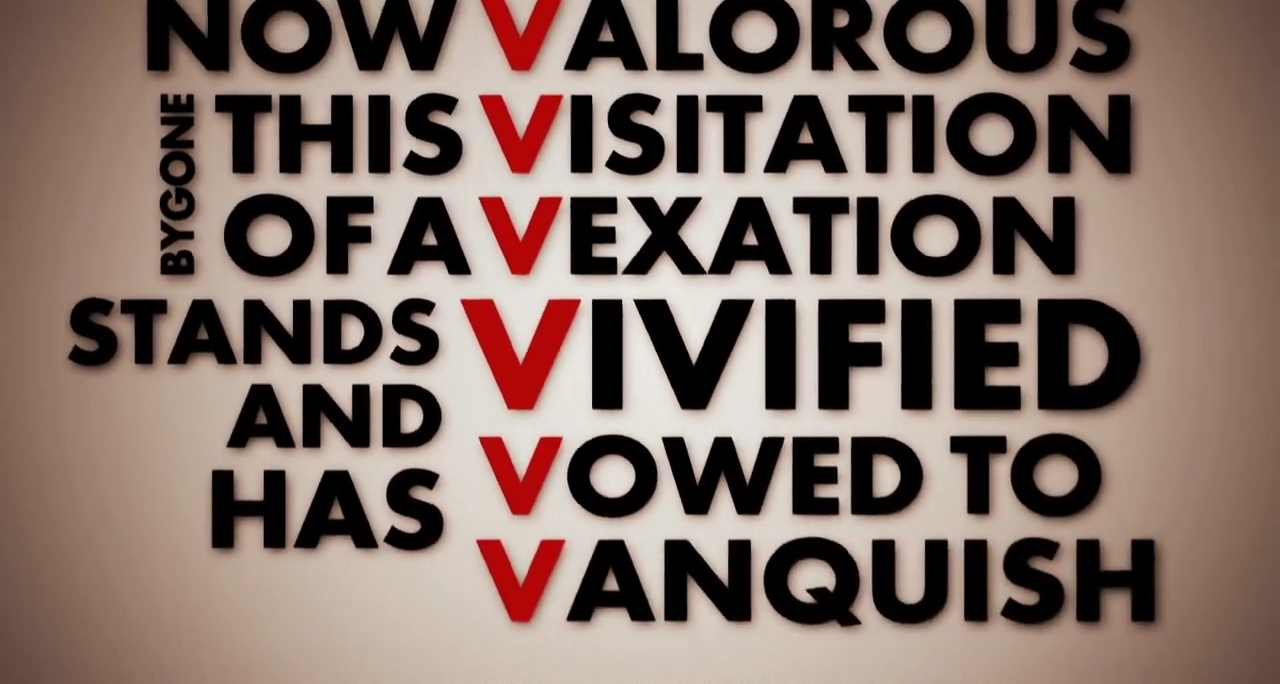 NOW VALOROUS
THIS VISITATION
BYGONE
OF A VEXATION
STANDS VIVIFIED
AND
HAS VOWED TO
VANQUISH